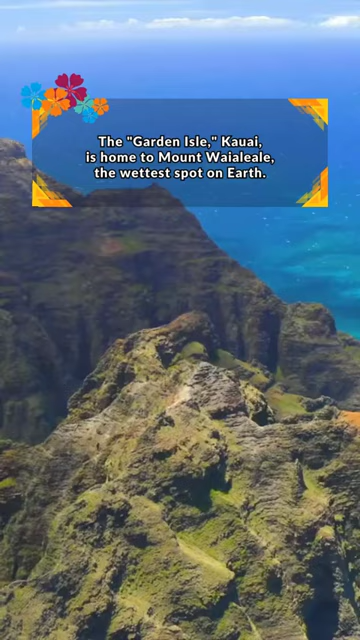 The "Garden Isle," Kauai,
is home to Mount Waialeale,
the wettest spot on Earth.